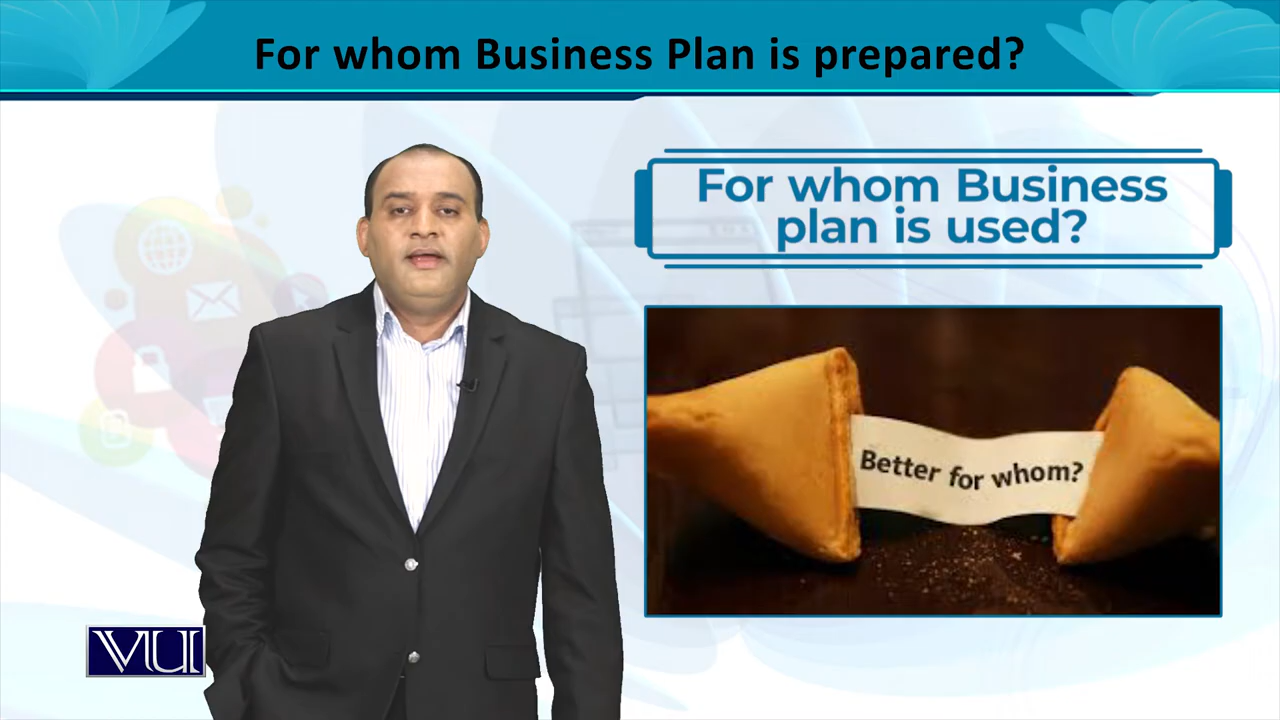 For whom Business Plan is prepared?
For whom Business
plan is used?
Better for whom?
VU